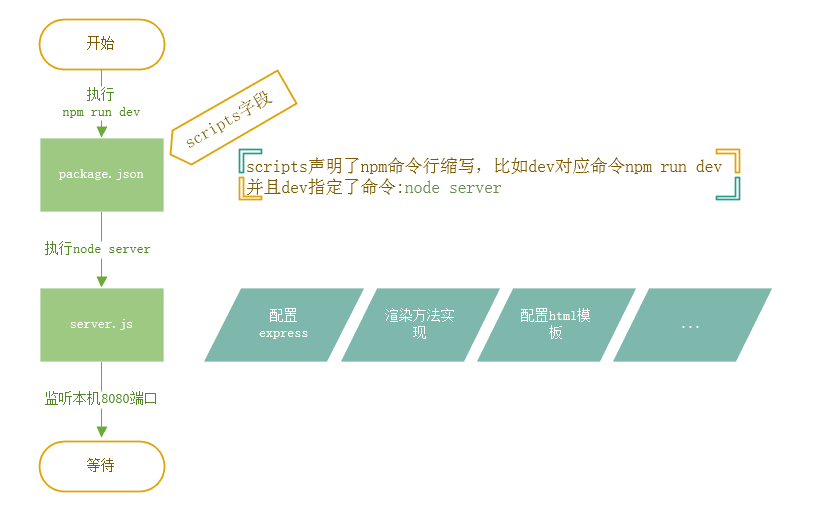 开始
执行
npm run dev
scripts字段
package.json
scripts声明了npm命令行缩写，比如dev对应命令npm run dev
并且dev指定了命令:node server
执行node server
server.js
配置
express
渲染方法实
现
配置html模
板
...
监听本机8080端口
等待